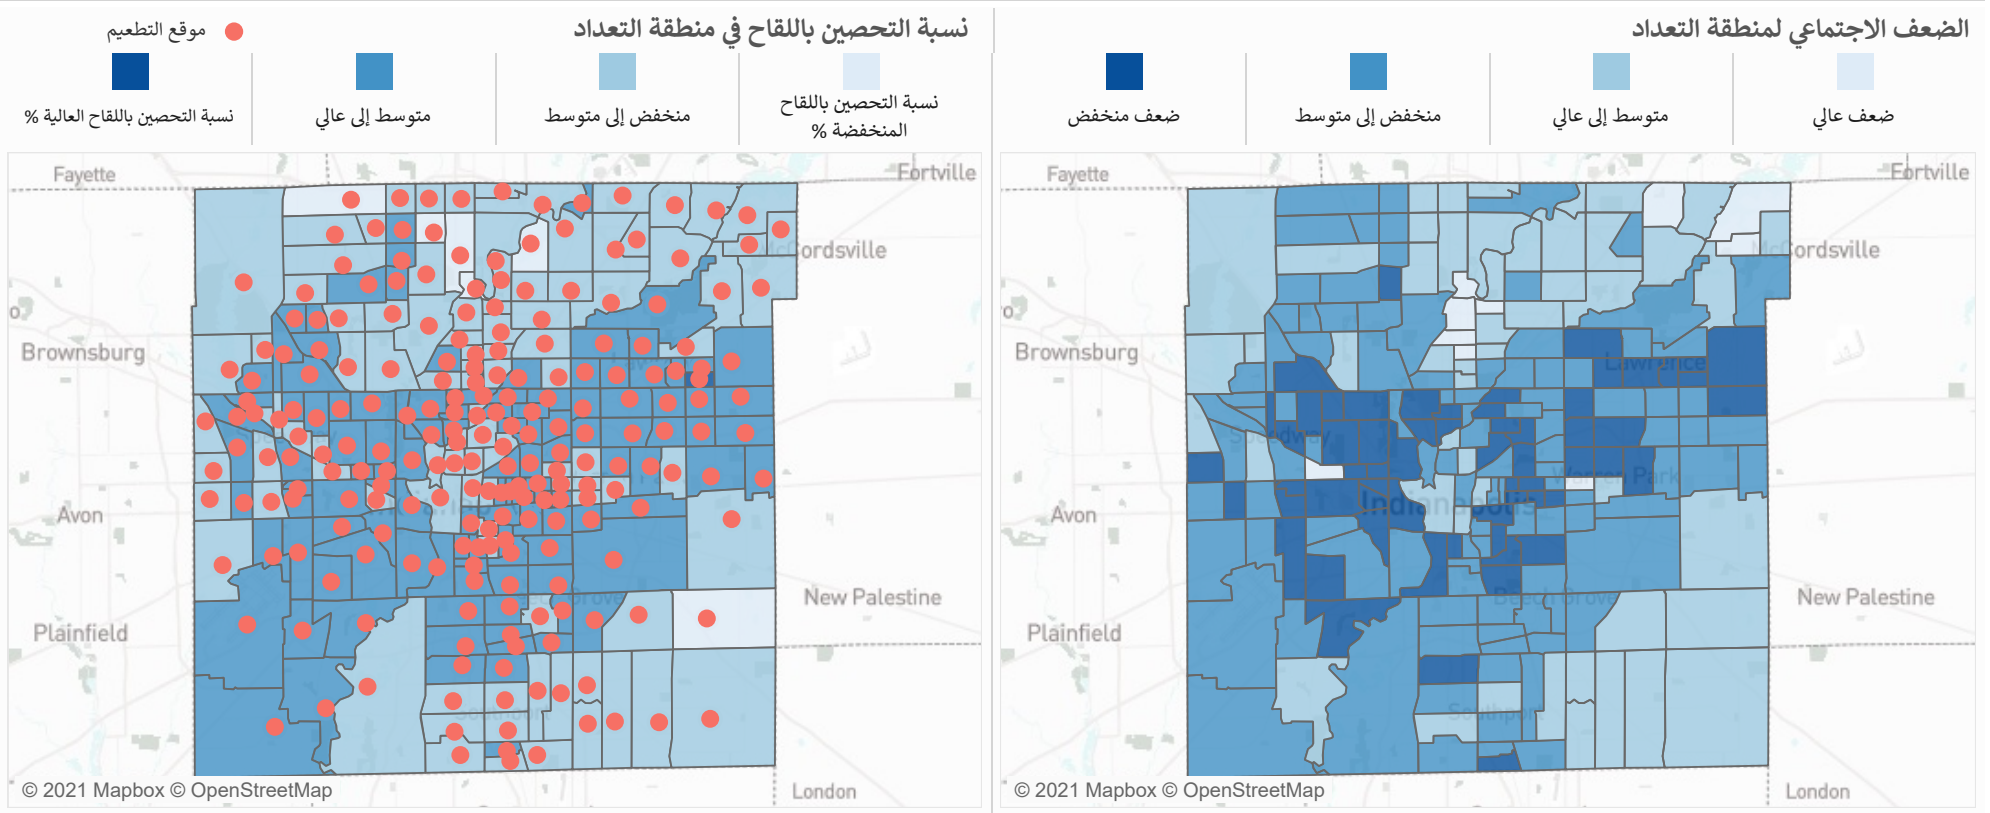 الضعف الاجتماعي لمنطقة التعداد
ضعف عالي
متوسط إلى عالي
منخفض إلى متوسط
ضعف منخفض
Fayette
Fortville
McCordsville
Brownsburg
Lawrence
Speedway
Warren Park
Indianapolis
Avon
Beech Grove
New Palestine
Plainfield
Southport
London
© 2021 Mapbox © OpenStreetMap
نسبة التحصين باللقاح في منطقة التعداد
موقع التطعيم
نسبة التحصين باللقاح
المنخفضة %
منخفض إلى متوسط
متوسط إلى عالي
نسبة التحصين باللقاح العالية %
Fayette
Fortville
McCordsville
Brownsburg
Avon
New Palestine
Plainfield
Southport
London
© 2021 Mapbox © OpenStreetMap